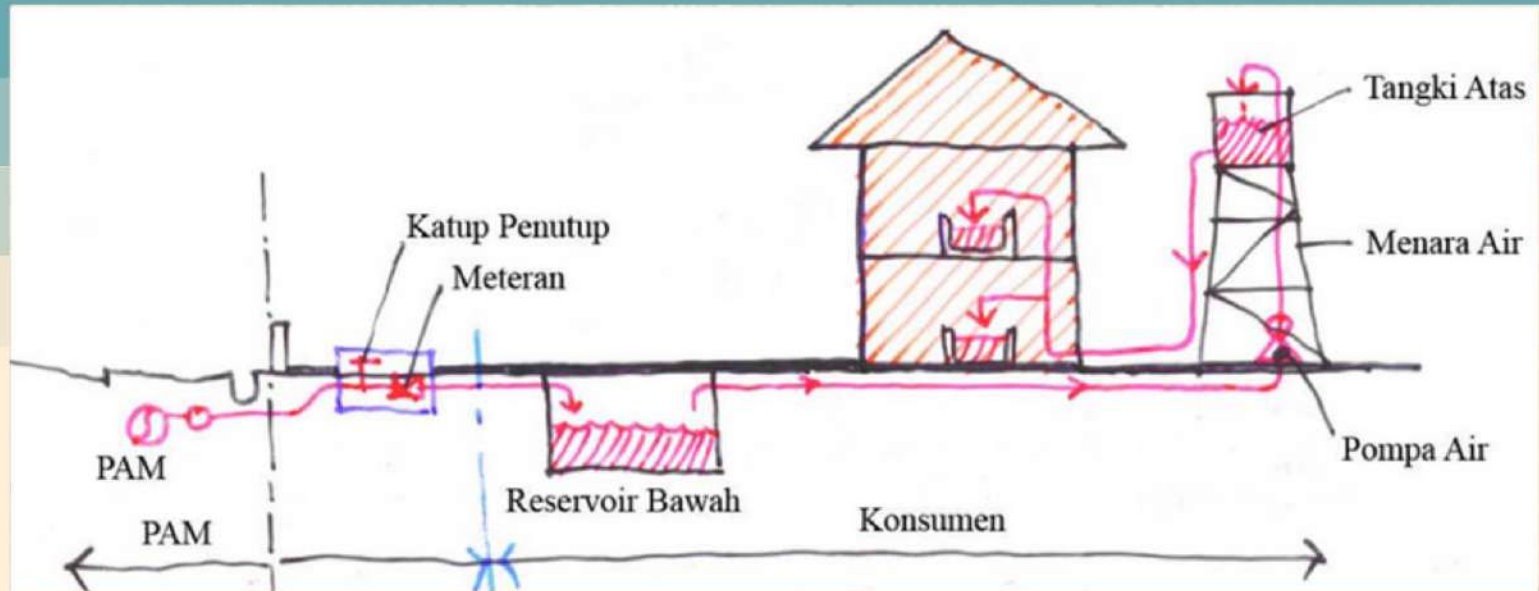 Tangki Atas
Katup Penutup
Menara Air
Meteran
Pompa Air
PAM
Reservoir Bawah
Konsumen
PAM